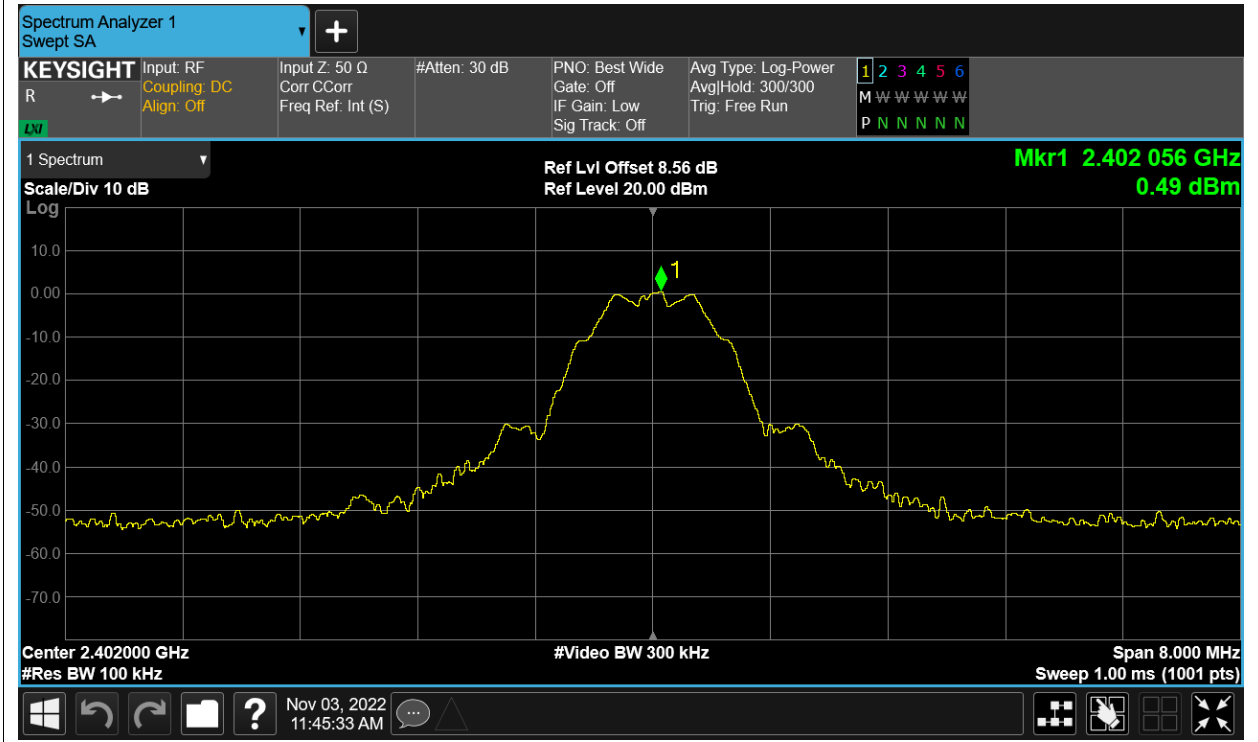 Spectrum Analyzer 1
Swept SA
KEYSIGHT
R
LXI
Input: RF
Coupling: DC
Align: Off
Input Z: 50 Ω
Corr CCorr
Freq Ref: Int (S)
#Atten: 30 dB
PNO: Best Wide
Gate: Off
IF Gain: Low
Sig Track: Off
Avg Type: Log-Power
Avg|Hold: 300/300
Trig: Free Run
1 2 3 4 5 6
M W W W W W W
P N N N N N N
1 Spectrum
Scale/Div 10 dB
Log
Ref Lvl Offset 8.56 dB
Ref Level 20.00 dBm
Mkr1 2.402 056 GHz
0.49 dBm
1
10.0
0.00
-10.0
-20.0
-30.0
-40.0
-50.0
-60.0
-70.0
Center 2.402000 GHz
#Res BW 100 kHz
#Video BW 300 kHz
Span 8.000 MHz
Sweep 1.00 ms (1001 pts)
?
Nov 03, 2022
11:45:33 AM